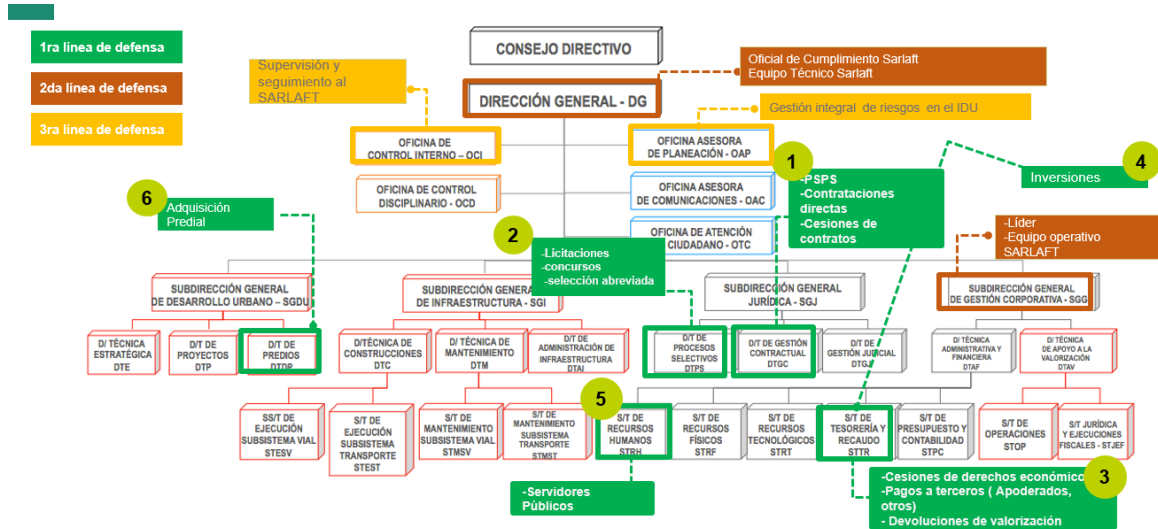 1ra línea de defensa
2da línea de defensa
3ra línea de defensa
CONSEJO DIRECTIVO
Supervisión y
seguimiento al
SARLAFT
DIRECCIÓN GENERAL - DG
Oficial de Cumplimiento Sarlaft
Equipo Técnico Sarlaft
Gestión integral de riesgos en el IDU
OFICINA DE
CONTROL INTERNO – OCI
OFICINA ASESORA
DE PLANEACIÓN - OAP
OFICINA DE CONTROL
DISCIPLINARIO - OCD
OFICINA ASESORA
DE COMUNICACIONES - OAC
OFICINA DE ATENCIÓN
CIUDADANO - OTC
1
-PSPS
-Contrataciones
directas
-Cesiones de
contratos
4
Inversiones
6
Adquisición
Predial
2
-Licitaciones
-concursos
-selección abreviada
-Líder
-Equipo operativo
SARLAFT
SUBDIRECCIÓN GENERAL
DE DESARROLLO URBANO – SGDU
SUBDIRECCIÓN GENERAL
DE INFRAESTRUCTURA - SGI
SUBDIRECCIÓN GENERAL
JURÍDICA - SGJ
SUBDIRECCIÓN GENERAL
DE GESTIÓN CORPORATIVA - SGG
D/ TÉCNICA
ESTRATÉGICA
DTE
D/T DE
PROYECTOS
DTP
D/T DE
PREDIOS
DTDP
D/TÉCNICA DE
CONSTRUCCIONES
DTC
D/ TÉCNICA DE
MANTENIMIENTO
DTM
D/T DE
ADMINISTRACIÓN DE
INFRAESTRUCTURA
DTAI
D/T DE
PROCESOS
SELECTIVOS
DTPS
D/T DE GESTIÓN
CONTRACTUAL
DTGC
D/T DE
GESTIÓN JUDICIAL
DTGJ
D/ TÉCNICA
ADMINISTRATIVA Y
FINANCIERA
DTAF
D/ TÉCNICA
DE APOYO A LA
VALORIZACIÓN
DTAV
SS/T DE
EJECUCIÓN
SUBSISTEMA VIAL
STESV
S/T DE
EJECUCIÓN
SUBSISTEMA
TRANSPORTE
STEST
S/T DE
MANTENIMIENTO
SUBSISTEMA VIAL
STMSV
S/T DE
MANTENIMIENTO
SUBSISTEMA
TRANSPORTE
STMST
5
S/T DE
RECURSOS
HUMANOS
STRH
S/T DE
RECURSOS
FÍSICOS
STRF
S/T DE
RECURSOS
TECNOLÓGICOS
STRT
S/T DE
TESORERÍA Y
RECAUDO
STTR
S/T DE
PRESUPUESTO Y
CONTABILIDAD
STPC
S/T DE
OPERACIONES
STOP
S/T JURÍDICA
Y EJECUCIONES
FISCALES - STJEF
-Servidores
Públicos
3
-Cesiones de derechos económico
-Pagos a terceros ( Apoderados,
otros)
- Devoluciones de valorización